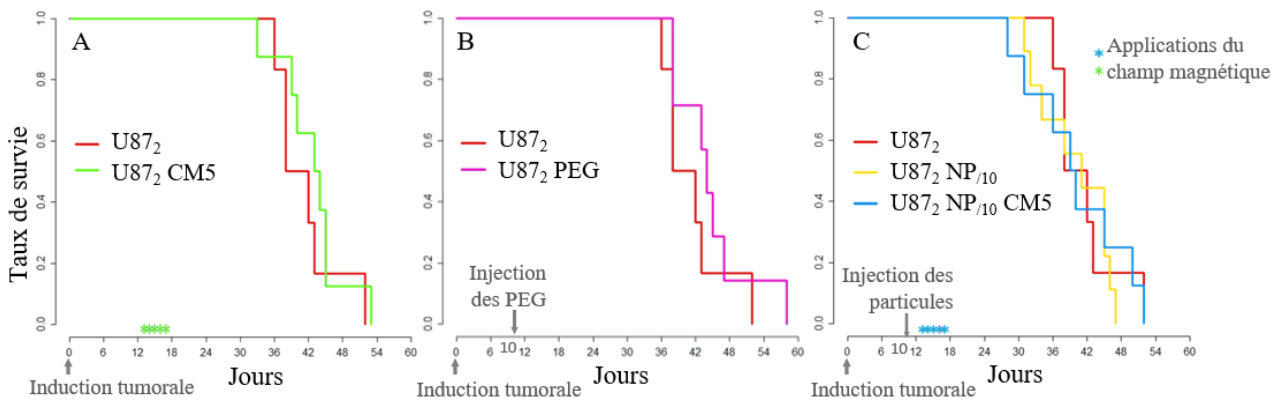 Taux de survie
1.0
0.8
0.6
0.4
0.2
0.0
A
U87₂
U87₂ CM5
0 6 12 18 24 30 36 42 48 54 60
Induction tumorale
Jours
1.0
0.8
0.6
0.4
0.2
0.0
B
U87₂
U87₂ PEG
Injection
des PEG
10
0 6 12 18 24 30 36 42 48 54 60
Induction tumorale
Jours
1.0
0.8
0.6
0.4
0.2
0.0
C
Applications du
champ magnétique
U87₂
U87₂ NP/10
U87₂ NP/10 CM5
Injection des
particules
10
0 6 12 18 24 30 36 42 48 54 60
Induction tumorale
Jours